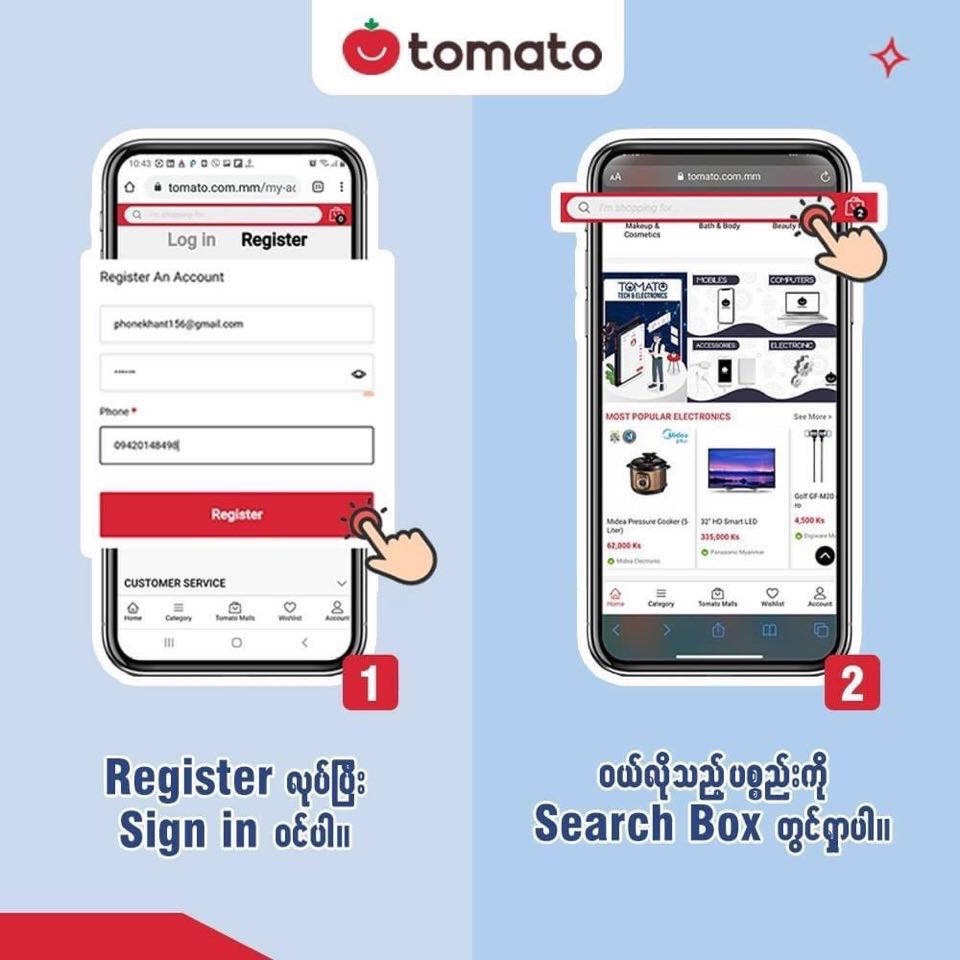 tomato
10:43
tomato.com.mm/my-ac
I'm shopping for...
0
Log in Register
Register An Account
phonekhant156@gmail.com
Phone *
09420148498
Register
CUSTOMER SERVICE
Home Category Tomato Malls Wishlist Account
1
Register လုပ်ပြီး
Sign in ဝင်ပါ။
AA tomato.com.mm
I'm shopping for...
2
Makeup & Cosmetics
Bath & Body
Beauty
TOMATO
TECH & ELECTRONICS
MOBILES
COMPUTERS
ACCESSORIES
ELECTRONIC
MOST POPULAR ELECTRONICS See More >
Midea
Midea Pressure Cooker (5 Liter)
62,000 Ks
Midea Electronic
32" HD Smart LED
335,000 Ks
Panasonic Myanmar
Golf GF-M20
ro
4,500 Ks
Digiware M
Home Category Tomato Malls Wishlist Account
2
ဝယ်လိုသည့် ပစ္စည်းကို
Search Box တွင်ရှာပါ။